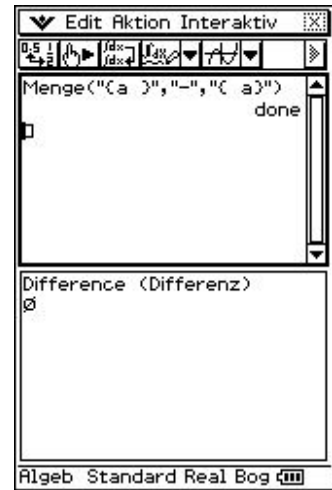 Edit Aktion Interaktiv
Menge("{a }","-","{ a}")
done
Difference (Differenz)
Ø
Algeb Standard Real Bog